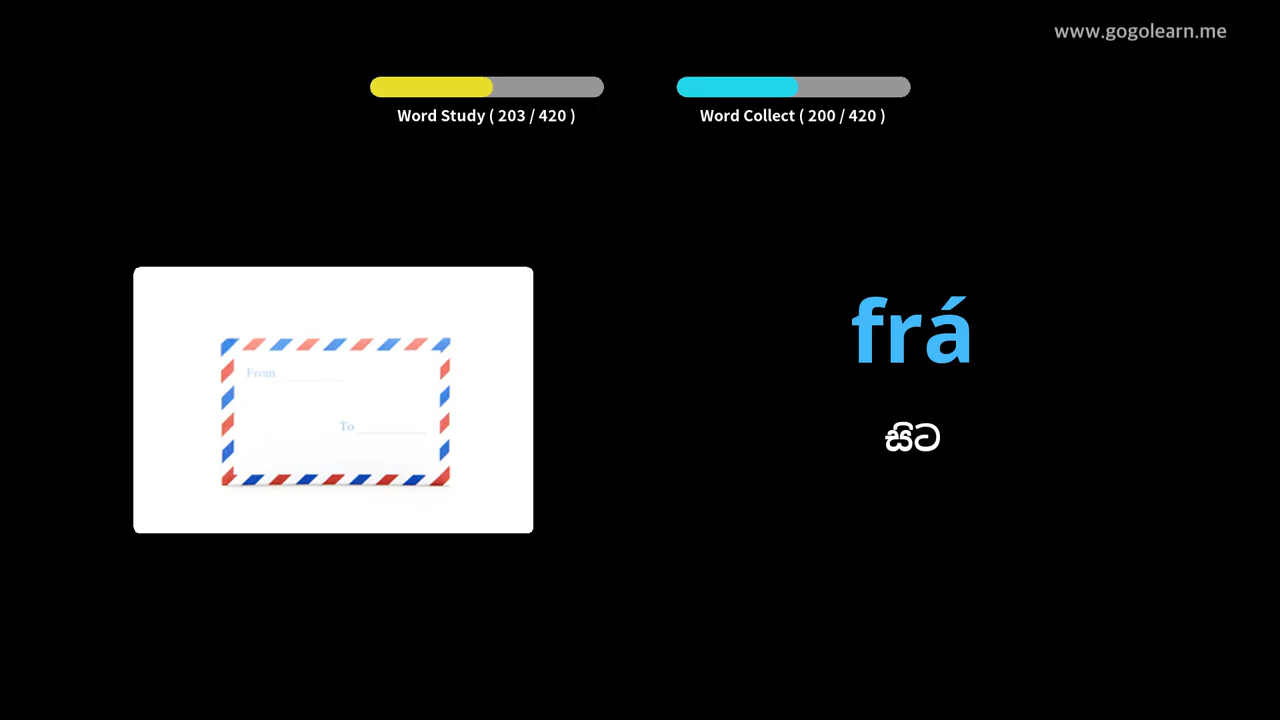 www.gogolearn.me
Word Study ( 203 / 420 )
Word Collect ( 200 / 420 )
From
To
frá
සිට